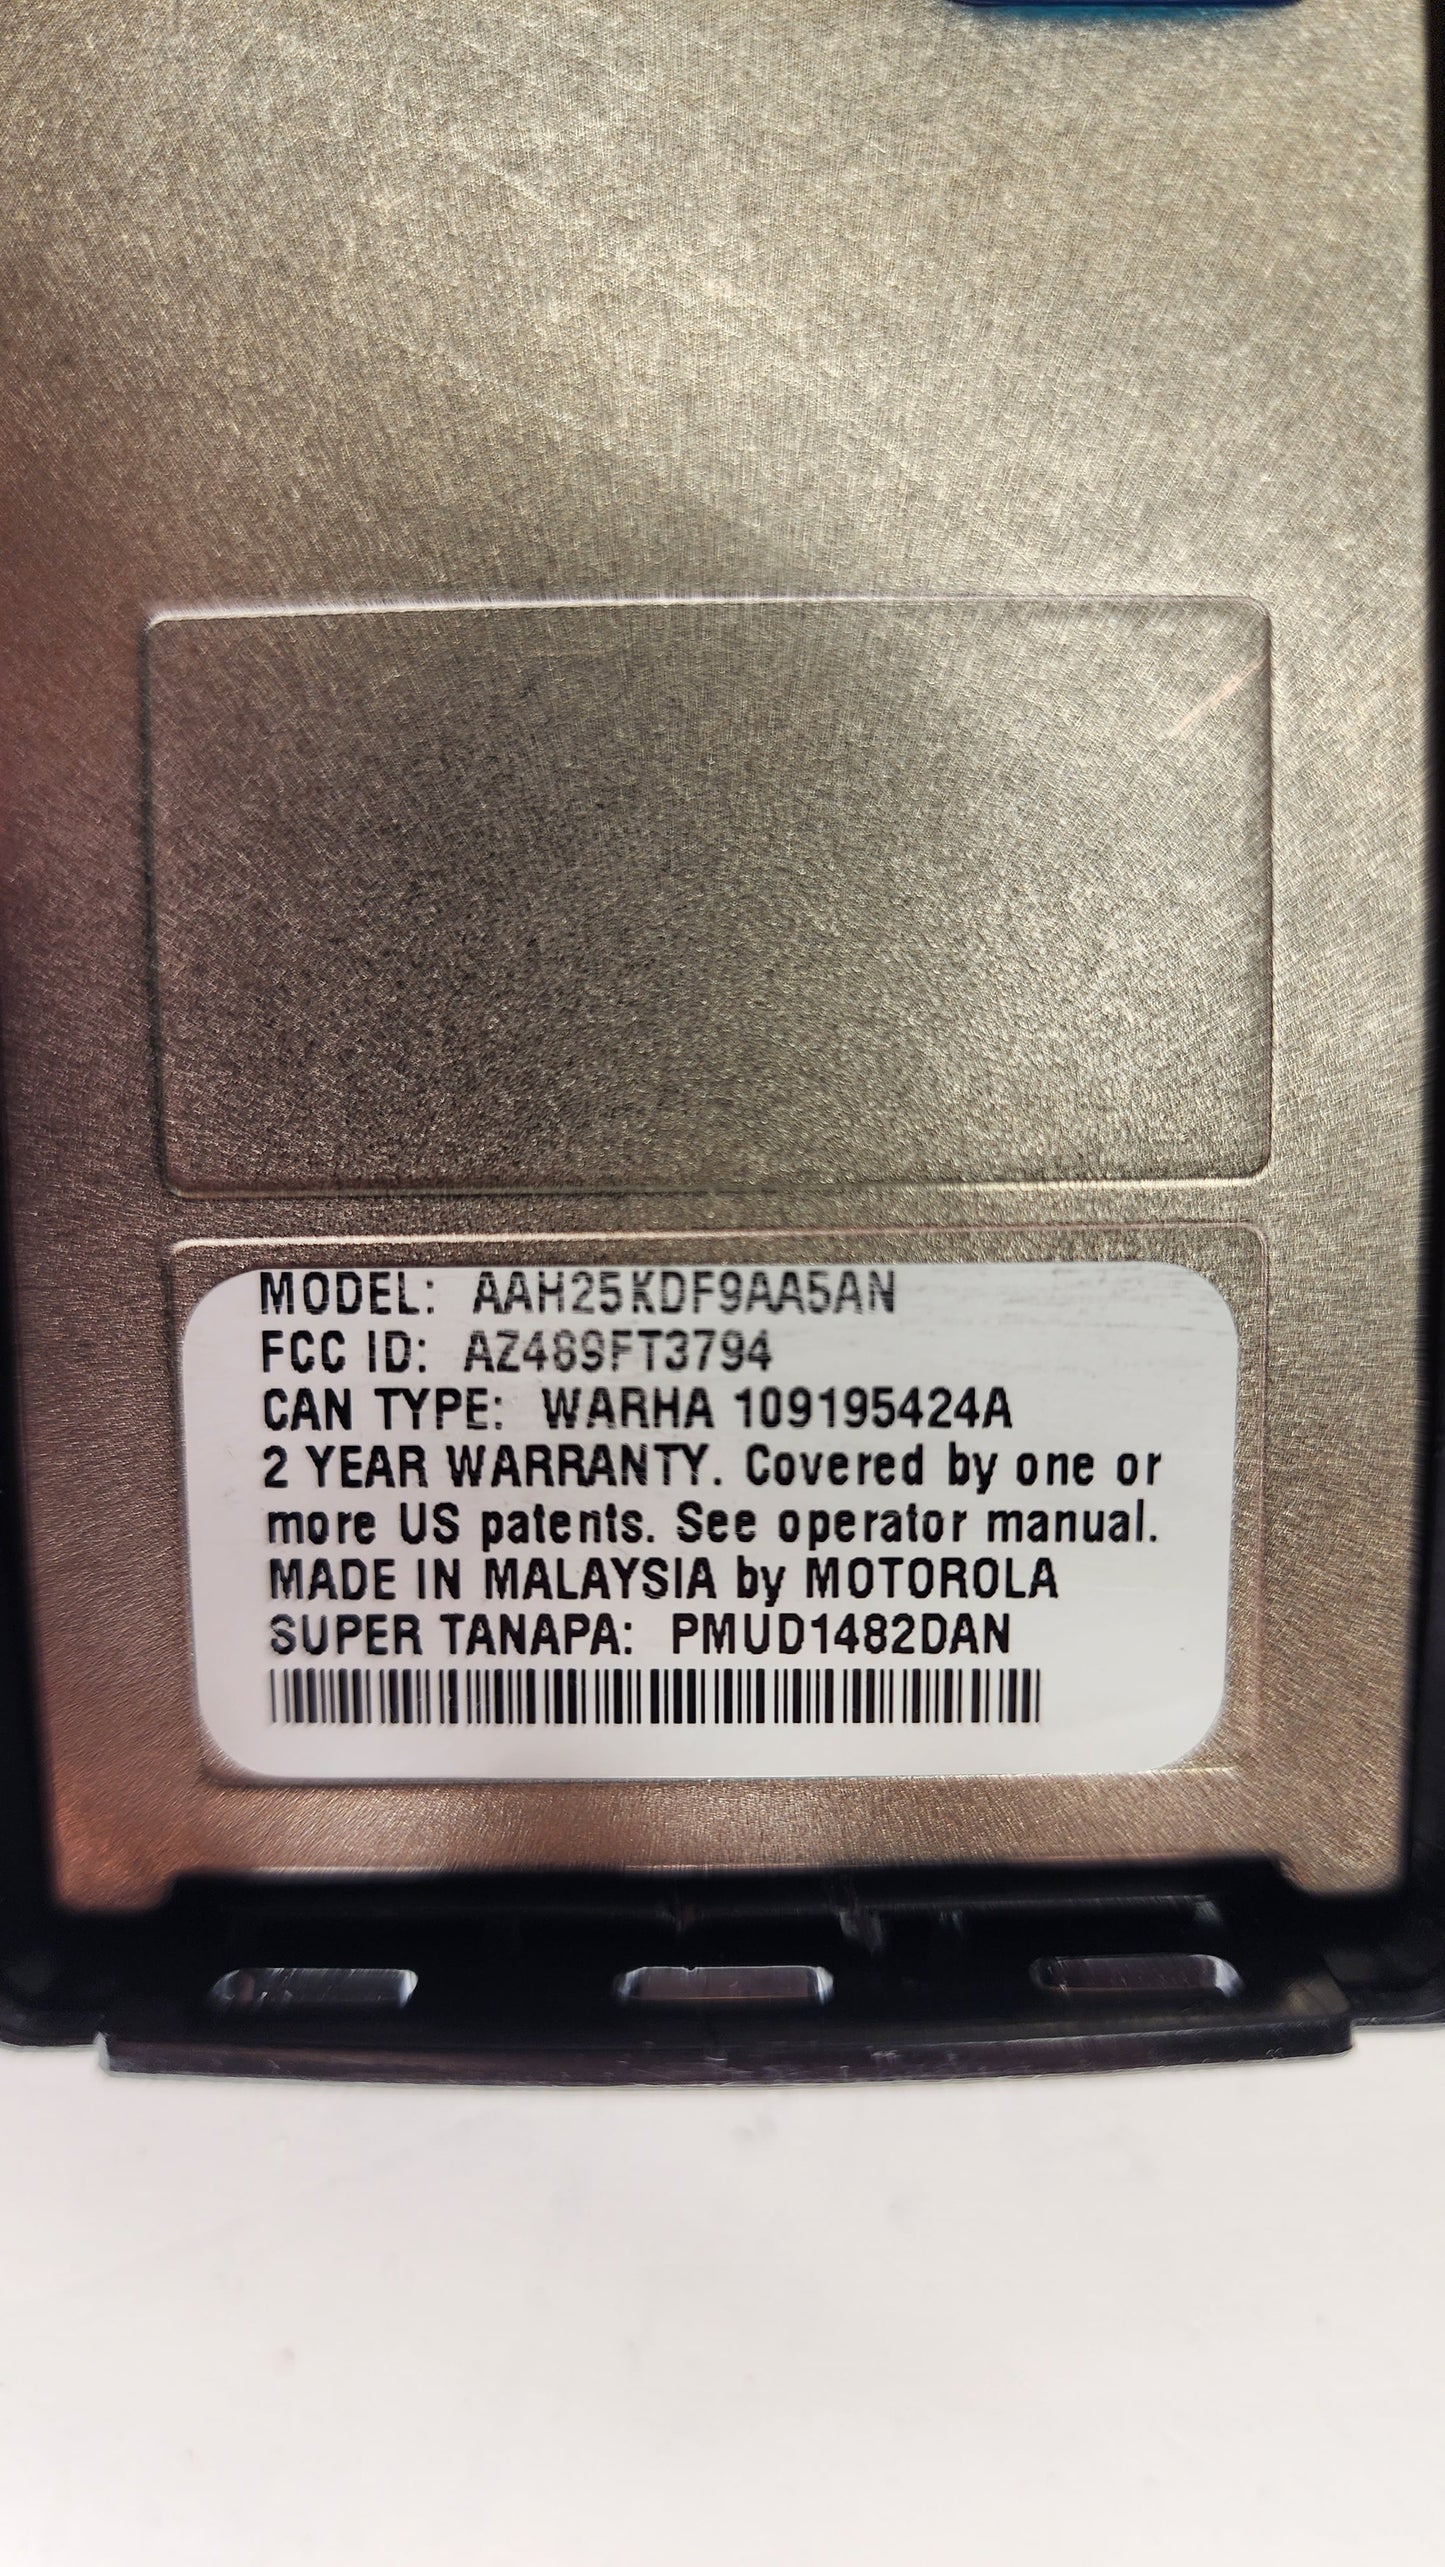 MODEL: AAH25KDF9AA5AN
FCC ID: AZ489FT3794
CAN TYPE: WARHA 109195424A
2 YEAR WARRANTY. Covered by one or
more US patents. See operator manual.
MADE IN MALAYSIA by MOTOROLA
SUPER TANAPA: PMUD1482DAN